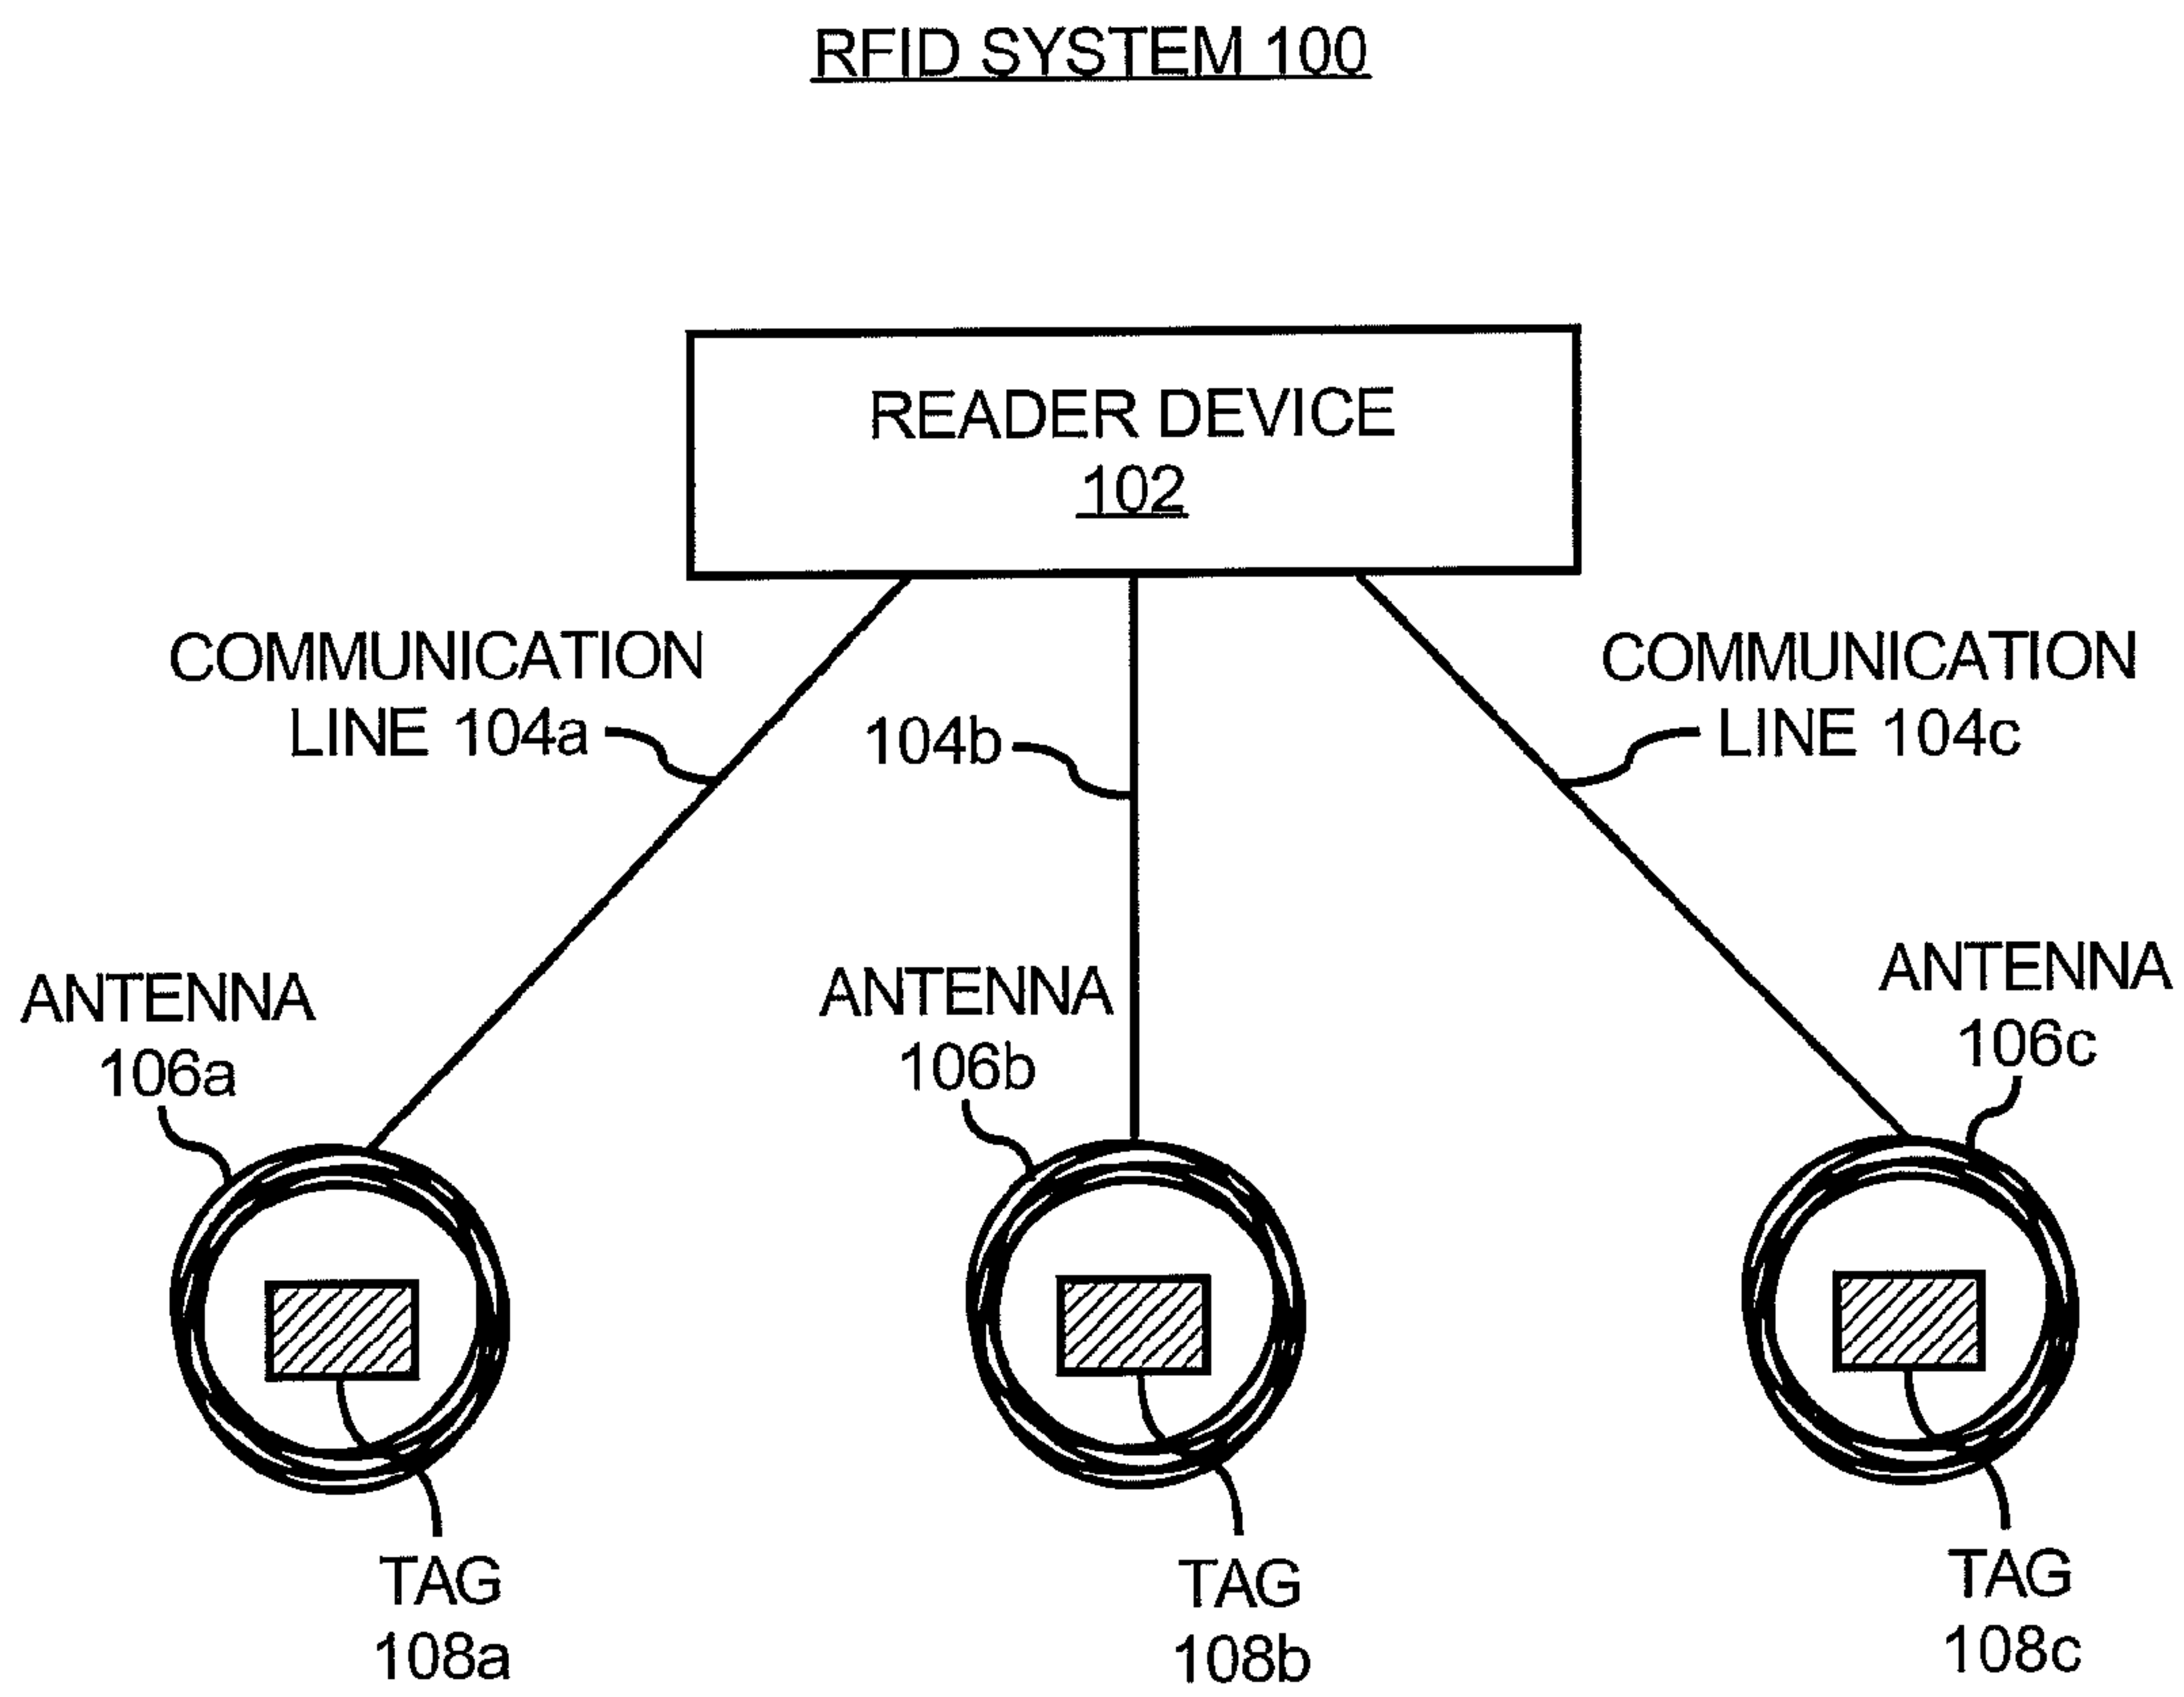 RFID SYSTEM 100
READER DEVICE
102
COMMUNICATION
LINE 104a
104b
COMMUNICATION
LINE 104c
ANTENNA
106a
ANTENNA
106b
ANTENNA
106c
TAG
108a
TAG
108b
TAG
108c